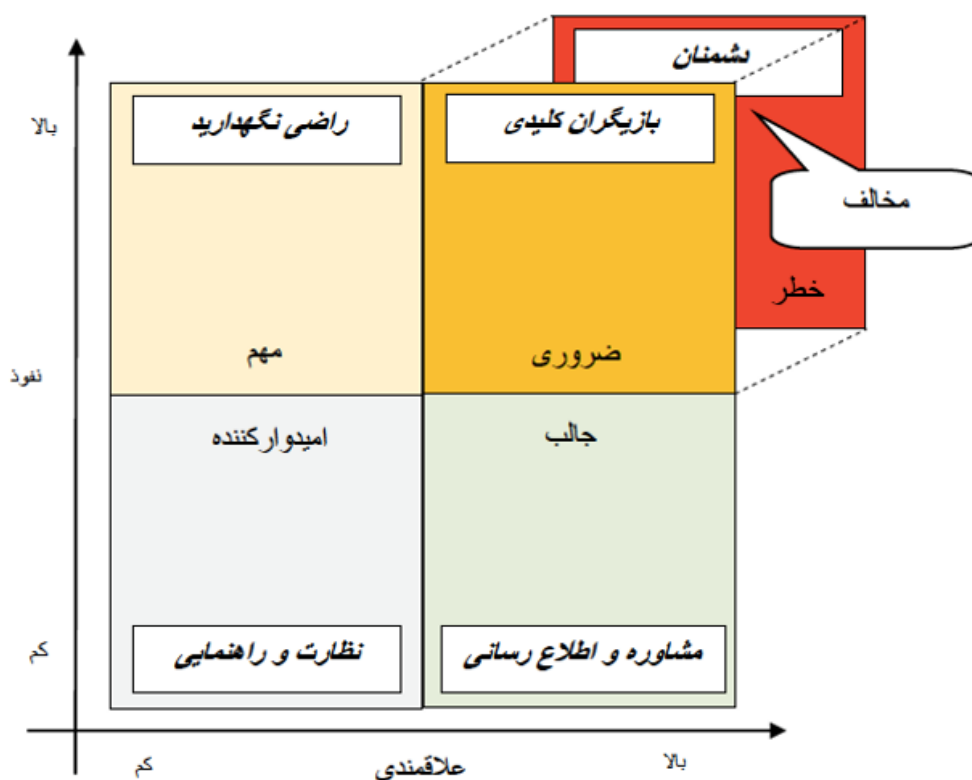 دشمنان
بالا
راضی نگهدارید
بازیگران کلیدی
مخالف
خطر
مهم
ضروری
نفوذ
امیدوارکننده
جالب
کم
نظارت و راهنمایی
مشاوره و اطلاع رسانی
کم
علاقمندی
بالا